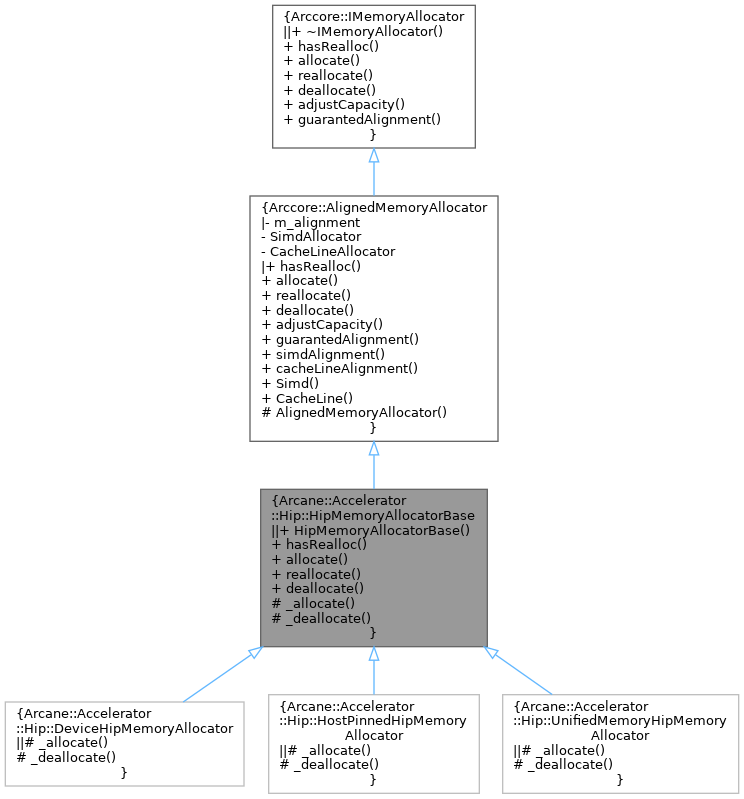 {Arccore::IMemoryAllocator
||+ ~IMemoryAllocator()
+ hasRealloc()
+ allocate()
+ reallocate()
+ deallocate()
+ adjustCapacity()
+ guarantedAlignment()
}
{Arccore::AlignedMemoryAllocator
|- m_alignment
- SimdAllocator
- CacheLineAllocator
|+ hasRealloc()
+ allocate()
+ reallocate()
+ deallocate()
+ adjustCapacity()
+ guarantedAlignment()
+ simdAlignment()
+ cacheLineAlignment()
+ Simd()
+ CacheLine()
# AlignedMemoryAllocator()
}
{Arcane::Accelerator
::Hip::HipMemoryAllocatorBase
||+ HipMemoryAllocatorBase()
+ hasRealloc()
+ allocate()
+ reallocate()
+ deallocate()
# _allocate()
# _deallocate()
}
{Arcane::Accelerator
::Hip::DeviceHipMemoryAllocator
||# _allocate()
# _deallocate()
}
{Arcane::Accelerator
::Hip::HostPinnedHipMemory
Allocator
||# _allocate()
# _deallocate()
}
{Arcane::Accelerator
::Hip::UnifiedMemoryHipMemory
Allocator
||# _allocate()
# _deallocate()
}